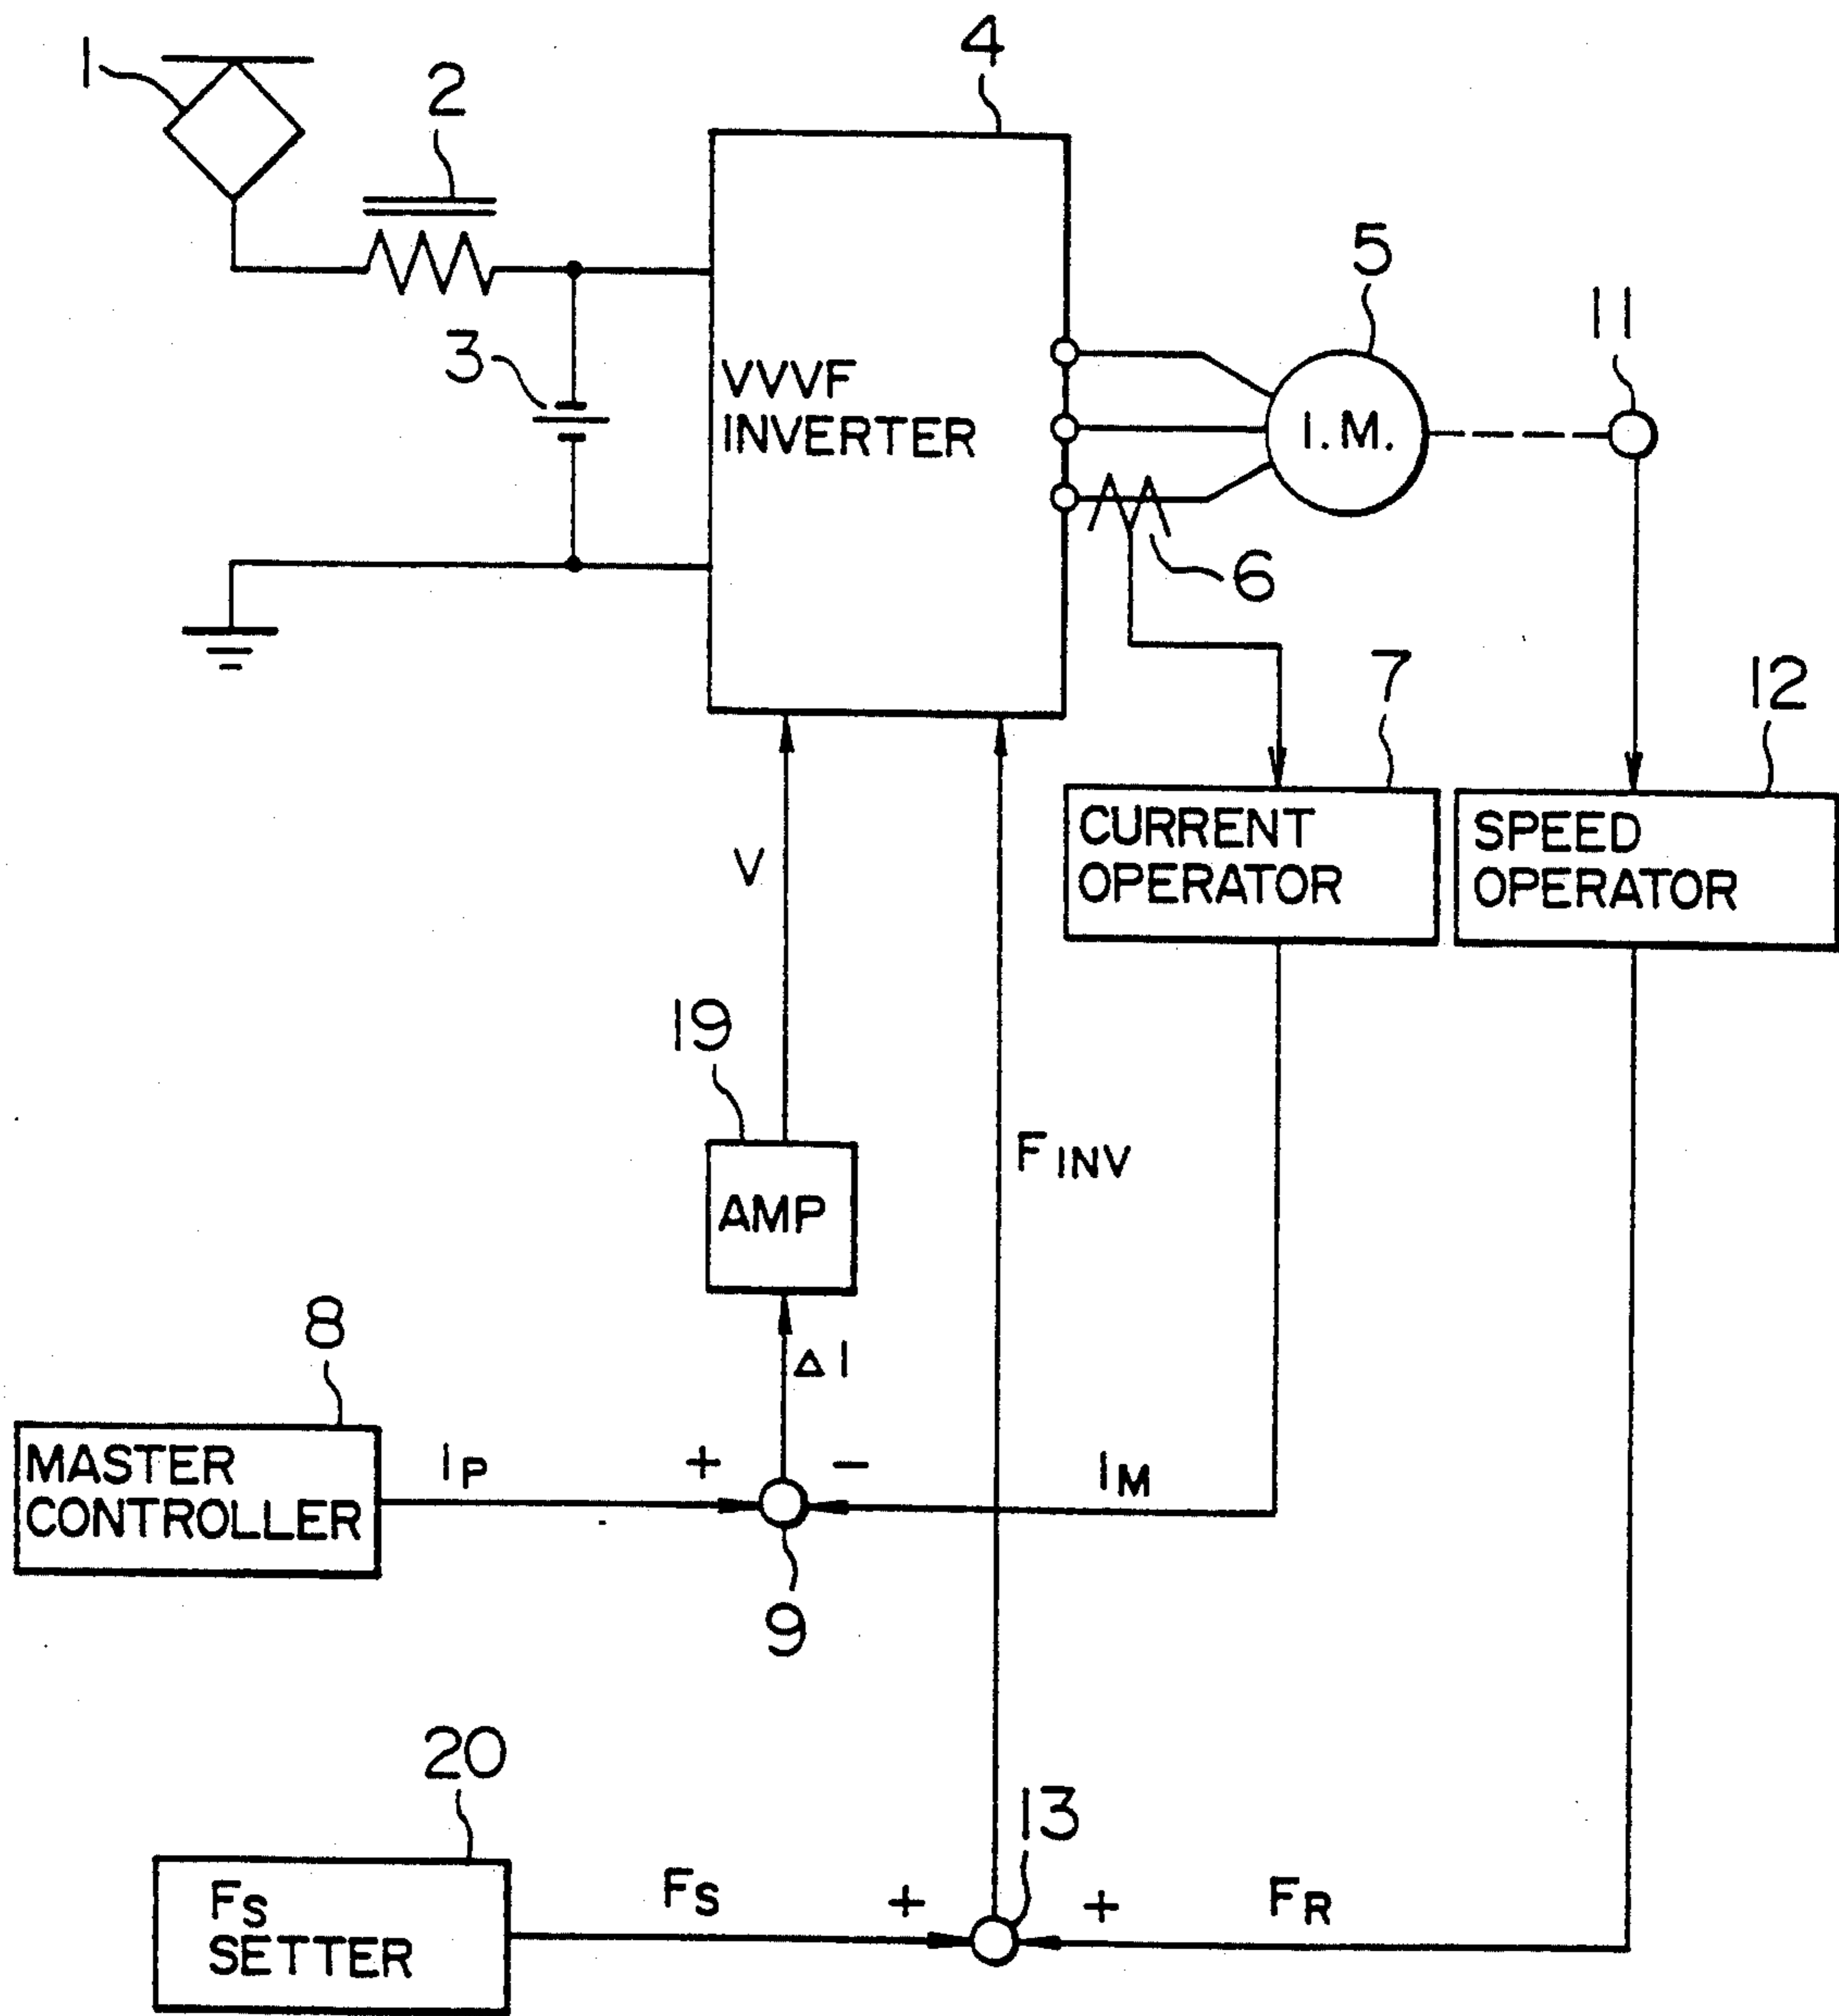 1
2
4
3
VVVF
INVERTER
5
I.M.
11
6
7
12
CURRENT
OPERATOR
SPEED
OPERATOR
V
19
AMP
F INV
ΔI
8
MASTER
CONTROLLER
IP
+
−
IM
9
20
FS
SETTER
FS
+
13
+
FR